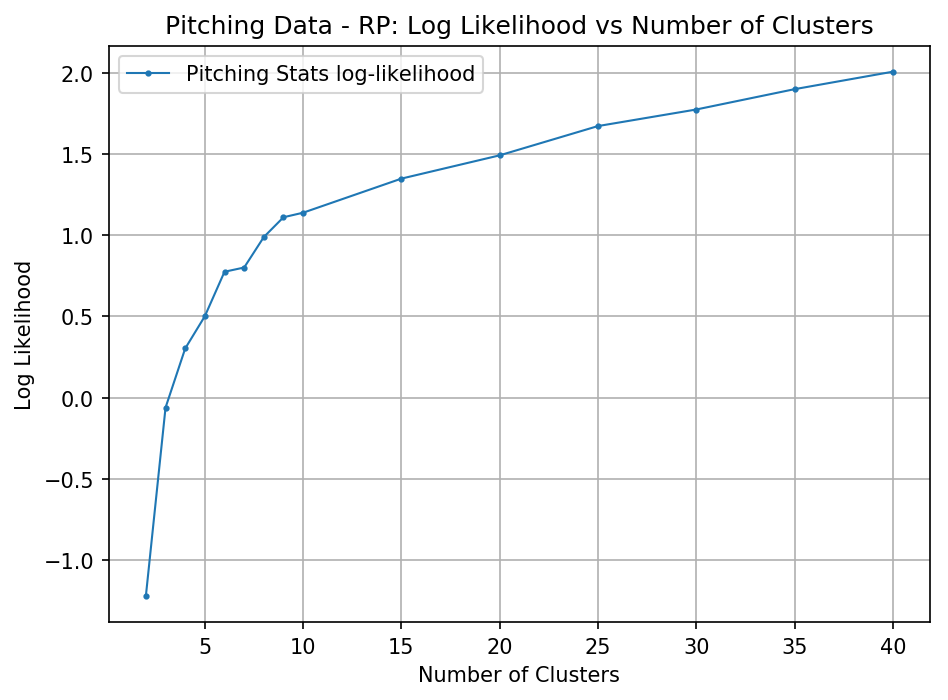 Pitching Data - RP: Log Likelihood vs Number of Clusters
Pitching Stats log-likelihood
2.0
1.5
1.0
0.5
0.0
−0.5
−1.0
Log Likelihood
5 10 15 20 25 30 35 40
Number of Clusters